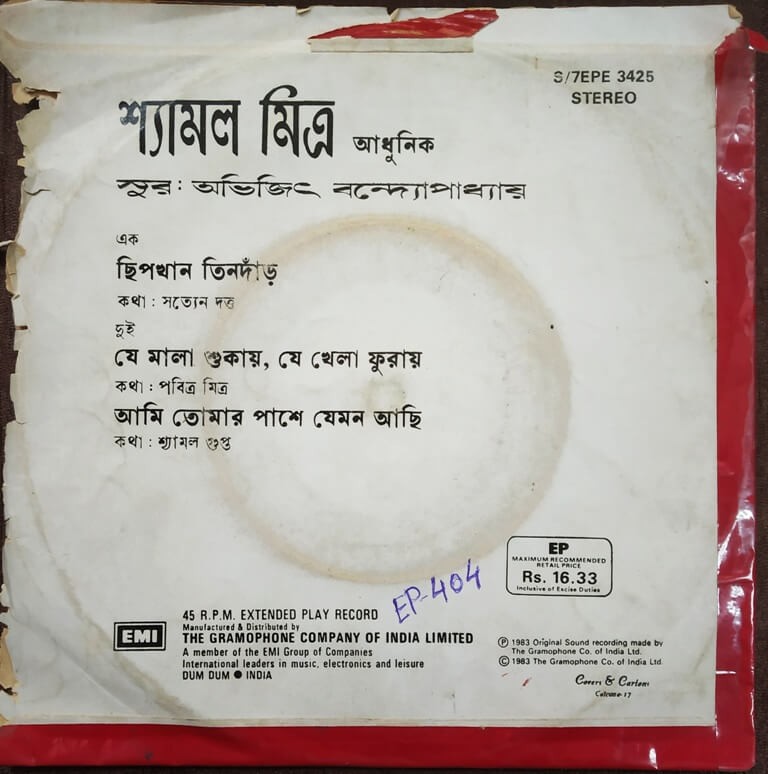 S/7EPE 3425
STEREO
শ্যামল মিত্র আধুনিক
সুর: অভিজিৎ বন্দ্যোপাধ্যায়
এক
ছিপখান তিনদাঁড়
কথা : সত্যেন দত্ত
দুই
যে মালা শুকায়, যে খেলা ফুরায়
কথা : পবিত্র মিত্র
আমি তোমার পাশে যেমন আছি
কথা : শ্যামল গুপ্ত
EP
MAXIMUM RECOMMENDED
RETAIL PRICE
Rs. 16.33
Inclusive of Excise Duties
EP-404
EMI
45 R.P.M. EXTENDED PLAY RECORD
Manufactured & Distributed by
THE GRAMOPHONE COMPANY OF INDIA LIMITED
A member of the EMI Group of Companies
International leaders in music, electronics and leisure
DUM DUM ● INDIA
Ⓟ 1983 Original Sound recording made by
The Gramophone Co. of India Ltd.
Ⓒ 1983 The Gramophone Co. of India Ltd.
Covers & Cartons